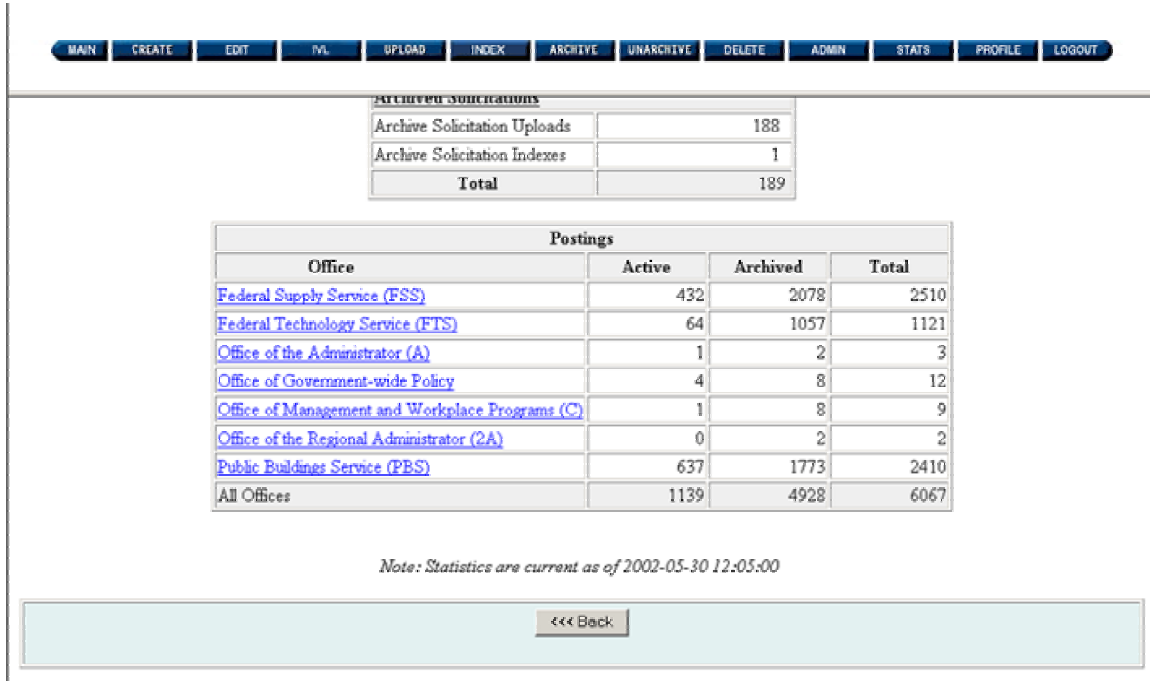 MAIN CREATE EDIT IVL UPLOAD INDEX ARCHIVE UNARCHIVE DELETE ADMIN STATS PROFILE LOGOUT
Archived Solicitations
Archive Solicitation Uploads 188
Archive Solicitation Indexes 1
Total 189
Postings
Office Active Archived Total
Federal Supply Service (FSS) 432 2078 2510
Federal Technology Service (FTS) 64 1057 1121
Office of the Administrator (A) 1 2 3
Office of Government-wide Policy 4 8 12
Office of Management and Workplace Programs (C) 1 8 9
Office of the Regional Administrator (2A) 0 2 2
Public Buildings Service (PBS) 637 1773 2410
All Offices 1139 4928 6067
Note: Statistics are current as of 2002-05-30 12:05:00
<<< Back